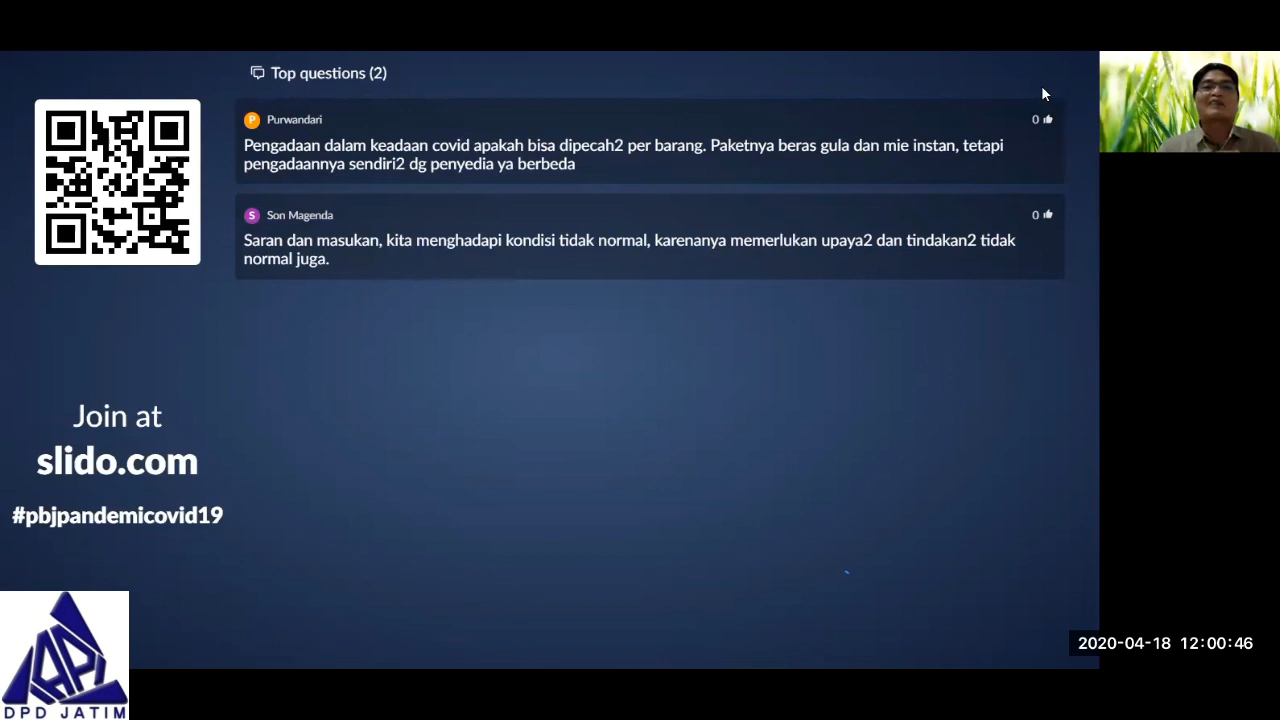 Top questions (2)
P Purwandari
0
Pengadaan dalam keadaan covid apakah bisa dipecah2 per barang. Paketnya beras gula dan mie instan, tetapi
pengadaannya sendiri2 dg penyedia ya berbeda
S Son Magenda
0
Saran dan masukan, kita menghadapi kondisi tidak normal, karenanya memerlukan upaya2 dan tindakan2 tidak
normal juga.
Join at
slido.com
#pbjpandemicovid19
IAPI
DPD JATIM
2020-04-18 12:00:46